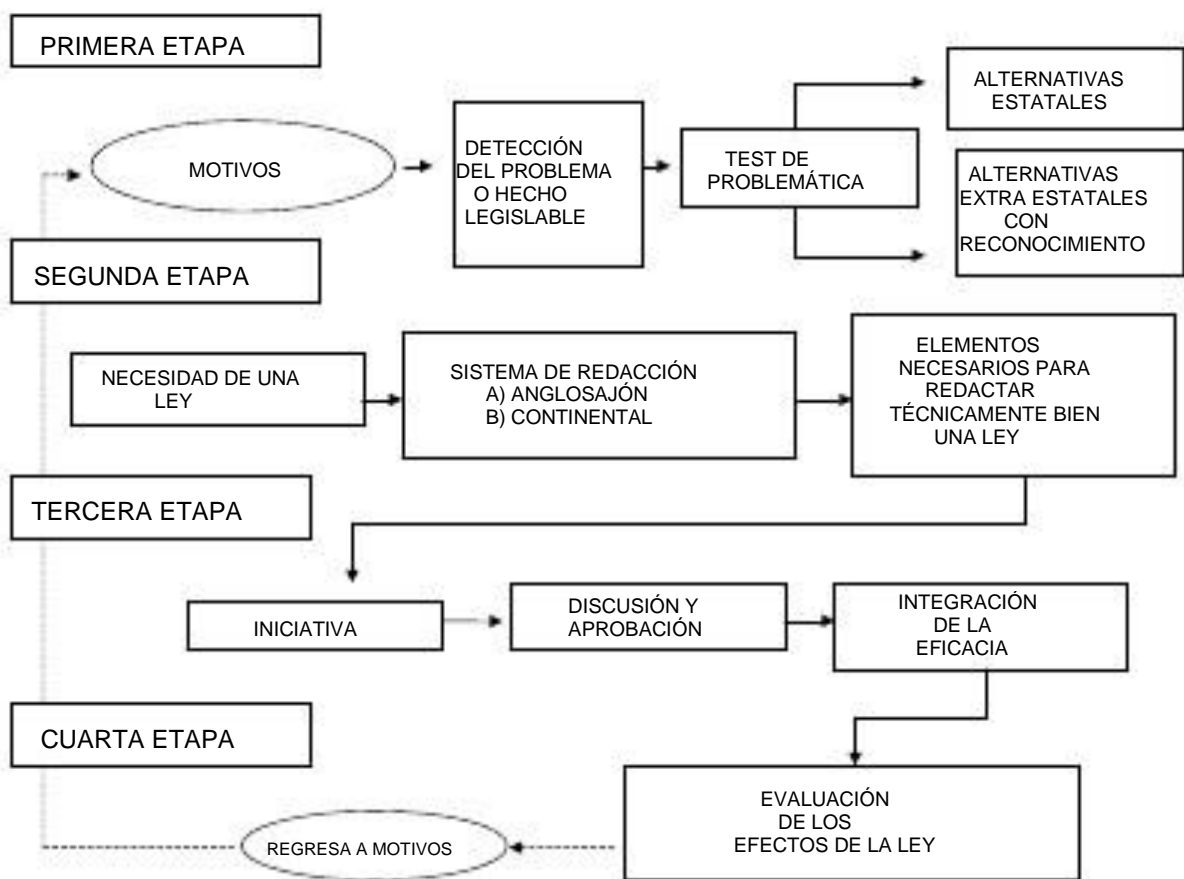 PRIMERA ETAPA
MOTIVOS
DETECCIÓN
DEL PROBLEMA
O HECHO
LEGISLABLE
TEST DE
PROBLEMÁTICA
ALTERNATIVAS
ESTATALES
ALTERNATIVAS
EXTRA ESTATALES
CON
RECONOCIMIENTO
SEGUNDA ETAPA
NECESIDAD DE UNA
LEY
SISTEMA DE REDACCIÓN
A) ANGLOSAJÓN
B) CONTINENTAL
ELEMENTOS
NECESARIOS PARA
REDACTAR
TÉCNICAMENTE BIEN
UNA LEY
TERCERA ETAPA
INICIATIVA
DISCUSIÓN Y
APROBACIÓN
INTEGRACIÓN
DE LA
EFICACIA
CUARTA ETAPA
EVALUACIÓN
DE LOS
EFECTOS DE LA LEY
REGRESA A MOTIVOS